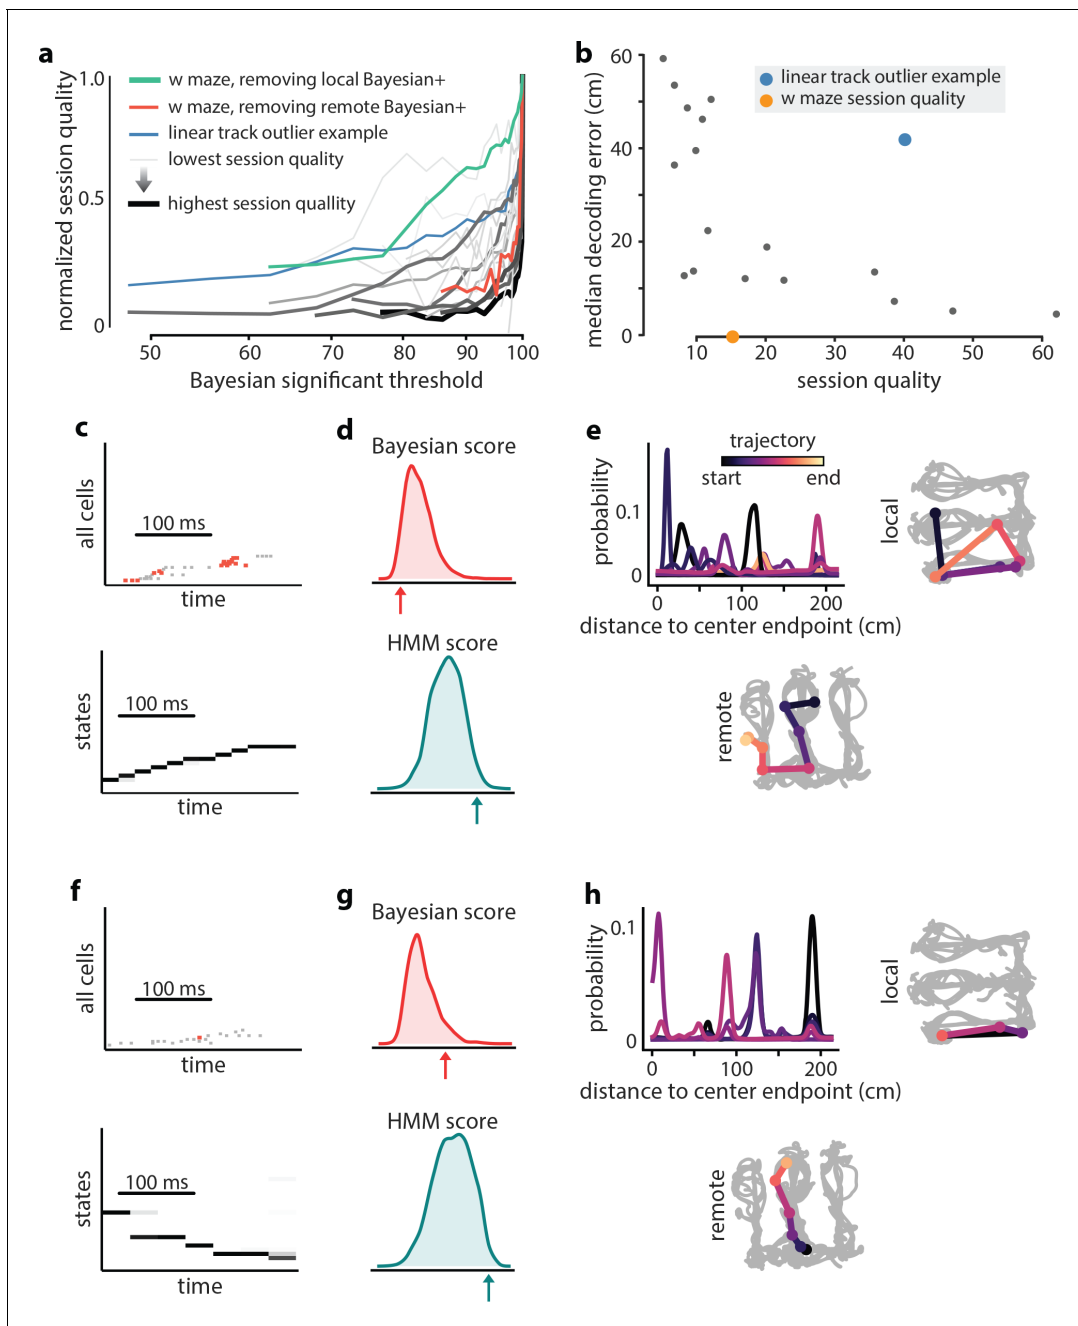 a
normalized session quality
1.0
0.5
0
w maze, removing local Bayesian+
w maze, removing remote Bayesian+
linear track outlier example
lowest session quality
highest session quallity
50 60 70 80 90 100
Bayesian significant threshold
b
median decoding error (cm)
60
40
20
0
linear track outlier example
w maze session quality
10 20 30 40 50 60
session quality
c
all cells
100 ms
time
states
100 ms
time
d
Bayesian score
HMM score
e
trajectory
start end
probability
0.1
0
0 100 200
distance to center endpoint (cm)
local
remote
f
all cells
100 ms
time
states
100 ms
time
g
Bayesian score
HMM score
h
probability
0.1
0
0 100 200
distance to center endpoint (cm)
local
remote